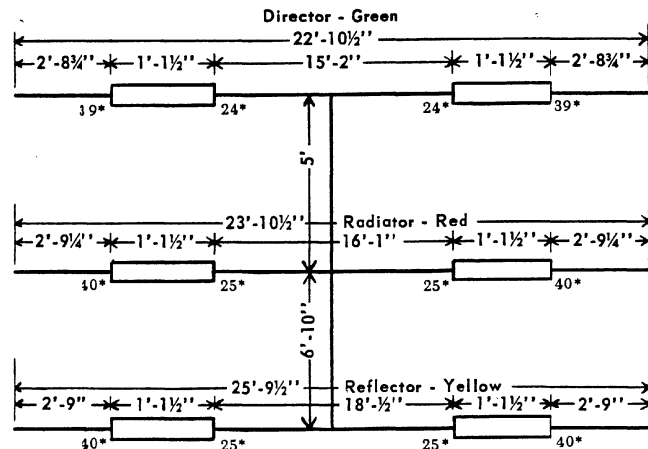 Director - Green
22'-10½''
2'-8¾'' 1'-1½'' 15'-2'' 1'-1½'' 2'-8¾''
39* 24* 24* 39*
5'
23'-10½'' Radiator - Red
2'-9¼'' 1'-1½'' 16'-1'' 1'-1½'' 2'-9¼''
40* 25* 25* 40*
6'-10''
25'-9½'' Reflector - Yellow
2'-9'' 1'-1½'' 18'-½'' 1'-1½'' 2'-9''
40* 25* 25* 40*